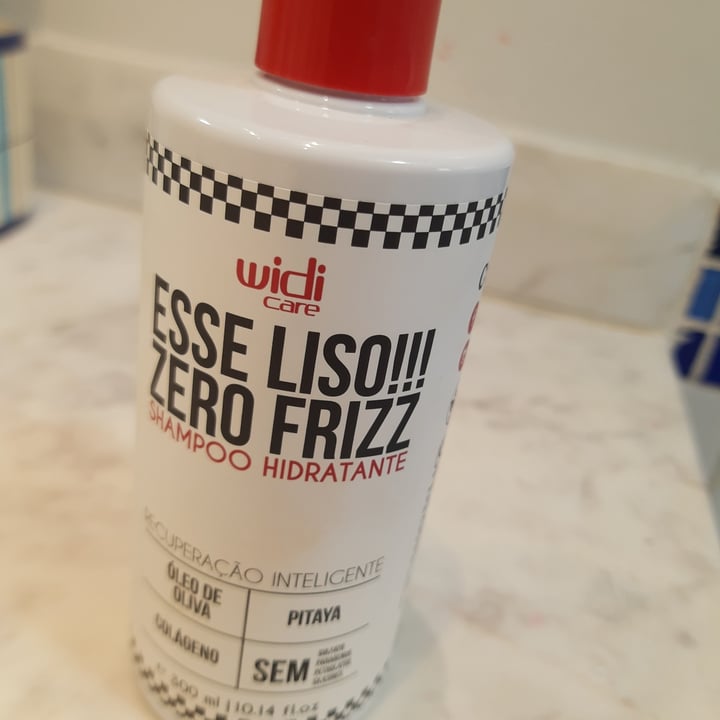 widi
care
ESSE LISO!!!
ZERO FRIZZ
SHAMPOO HIDRATANTE
RECUPERAÇÃO INTELIGENTE
ÓLEO DE
OLIVA
PITAYA
COLÁGENO
SEM
300 ml | 10.14 fl.oz